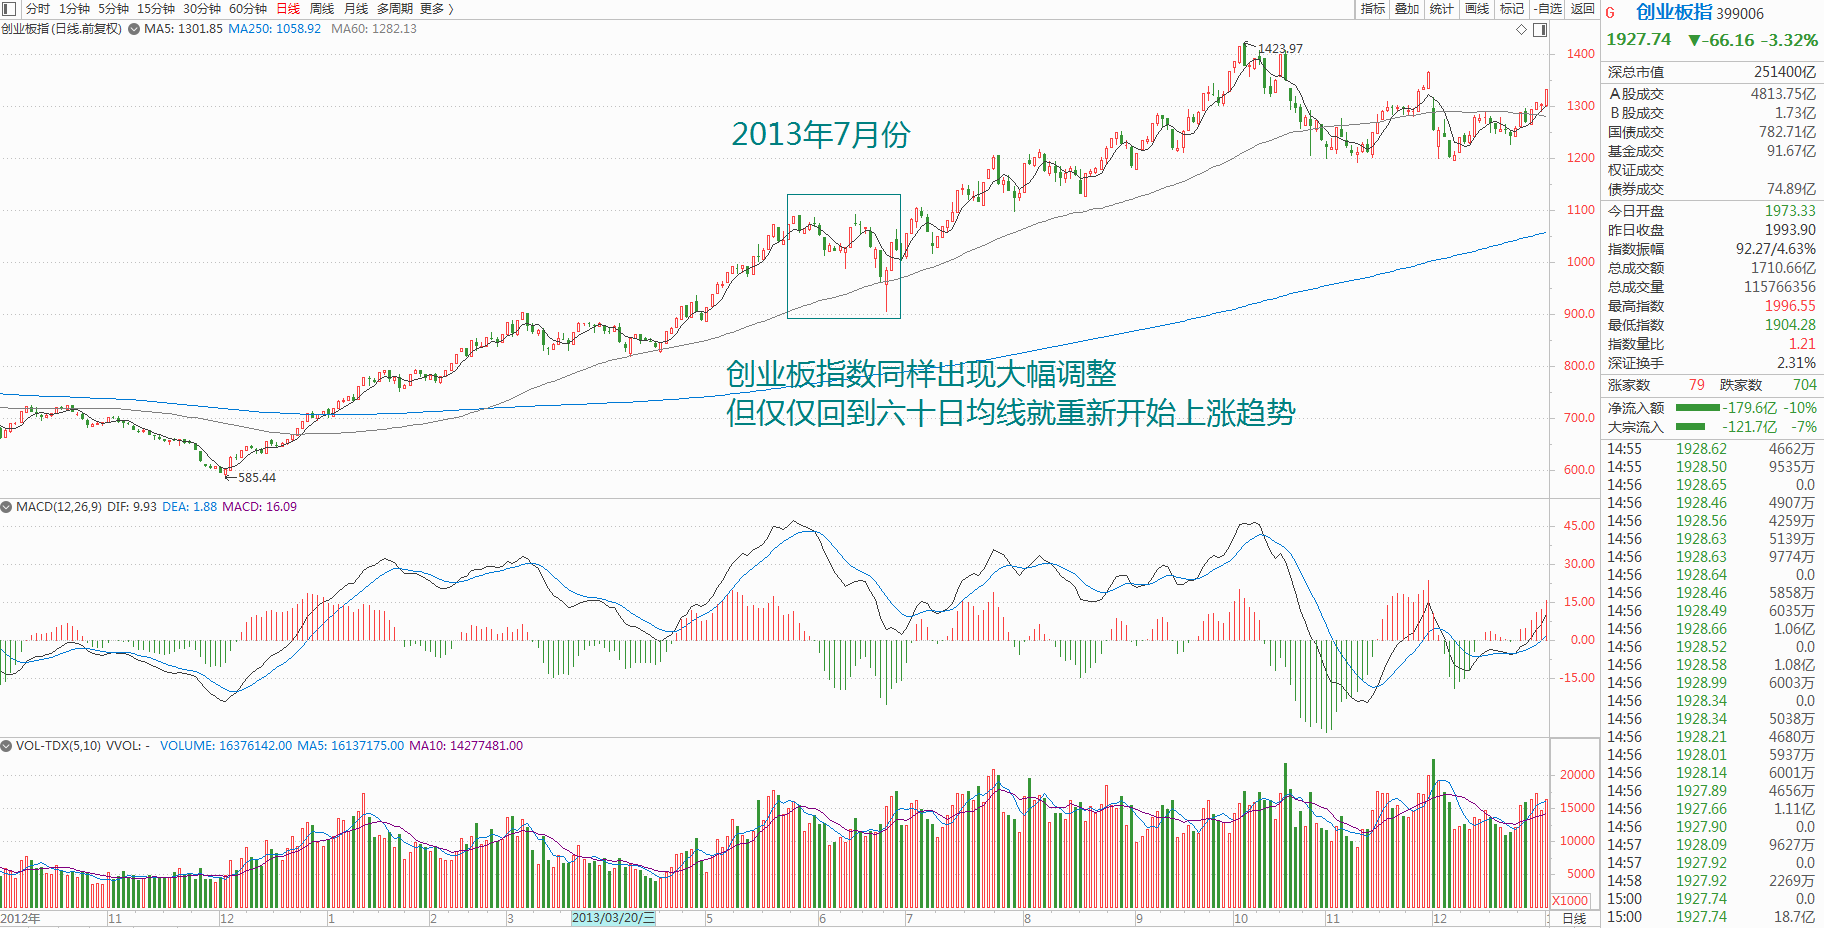 分时 1分钟 5分钟 15分钟 30分钟 60分钟 日线 周线 月线 多周期 更多 〉
指标 叠加 统计 画线 标记 -自选 返回
创业板指(日线,前复权) MA5: 1301.85 MA250: 1058.92 MA60: 1282.13
1423.97
2013年7月份
创业板指数同样出现大幅调整
但仅仅回到六十日均线就重新开始上涨趋势
585.44
1400
1300
1200
1100
1000
900.0
800.0
700.0
600.0
MACD(12,26,9) DIF: 9.93 DEA: 1.88 MACD: 16.09
45.00
30.00
15.00
0.00
-15.00
VOL-TDX(5,10) VVOL: - VOLUME: 16376142.00 MA5: 16137175.00 MA10: 14277481.00
20000
15000
10000
5000
X1000
2012年 11 12 1 2 3 2013/03/20/三 5 6 7 8 9 10 11 12 日线
G 创业板指 399006
1927.74 ▼-66.16 -3.32%
深总市值 251400亿
A股成交 4813.75亿
B股成交 1.73亿
国债成交 782.71亿
基金成交 91.67亿
权证成交
债券成交 74.89亿
今日开盘 1973.33
昨日收盘 1993.90
指数振幅 92.27/4.63%
总成交额 1710.66亿
总成交量 115766356
最高指数 1996.55
最低指数 1904.28
指数量比 1.21
深证换手 2.31%
涨家数 79 跌家数 704
净流入额 -179.6亿 -10%
大宗流入 -121.7亿 -7%
14:55 1928.62 4662万
14:55 1928.50 9535万
14:56 1928.65 0.0
14:56 1928.46 4907万
14:56 1928.56 4259万
14:56 1928.63 5139万
14:56 1928.63 9774万
14:56 1928.64 0.0
14:56 1928.46 5858万
14:56 1928.49 6035万
14:56 1928.66 1.06亿
14:56 1928.52 0.0
14:56 1928.58 1.08亿
14:56 1928.99 6003万
14:56 1928.34 0.0
14:56 1928.34 5038万
14:56 1928.21 4680万
14:56 1928.01 5937万
14:56 1928.14 6001万
14:56 1927.89 4656万
14:56 1927.66 1.11亿
14:56 1927.90 0.0
14:57 1928.09 9627万
14:57 1927.92 0.0
14:58 1927.92 2269万
15:00 1927.74 0.0
15:00 1927.74 18.7亿